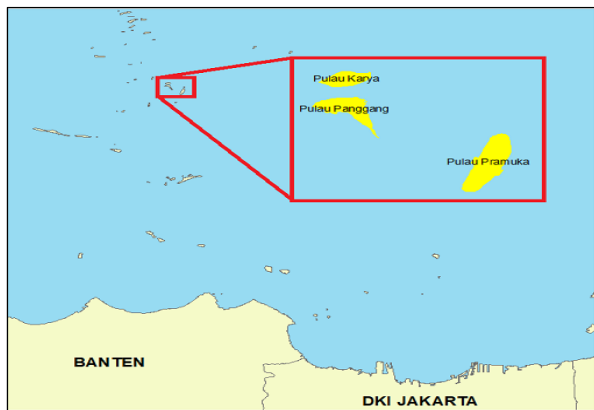 Pulau Karya
Pulau Panggang
Pulau Pramuka
BANTEN
DKI JAKARTA